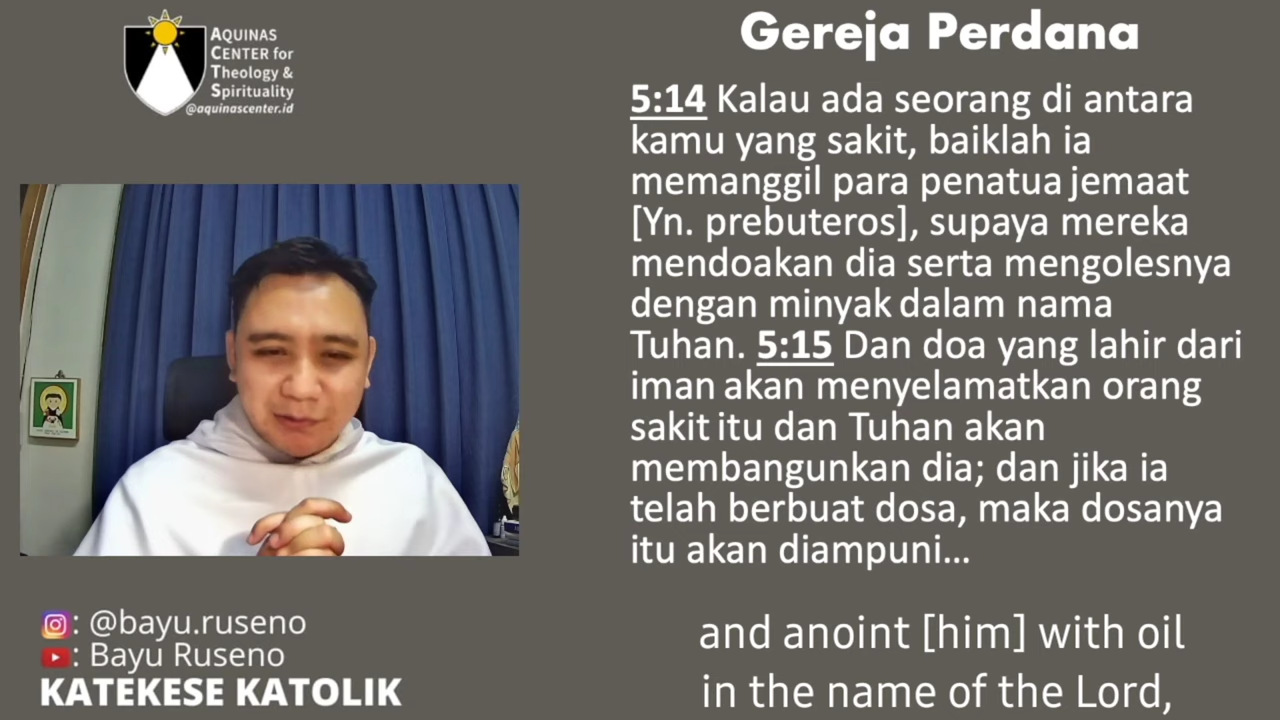 AQUINAS
CENTER for
Theology &
Spirituality
@aquinascenter.id
Gereja Perdana
5:14 Kalau ada seorang di antara
kamu yang sakit, baiklah ia
memanggil para penatua jemaat
[Yn. prebuteros], supaya mereka
mendoakan dia serta mengolesnya
dengan minyak dalam nama
Tuhan. 5:15 Dan doa yang lahir dari
iman akan menyelamatkan orang
sakit itu dan Tuhan akan
membangunkan dia; dan jika ia
telah berbuat dosa, maka dosanya
itu akan diampuni...
: @bayu.ruseno
: Bayu Ruseno
KATEKESE KATOLIK
and anoint [him] with oil
in the name of the Lord,